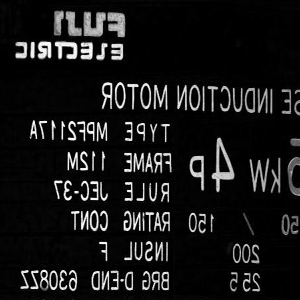 FUJI
ELECTRIC
SE INDUCTION MOTOR
kW 4P
TYPE MPF2117A
FRAME 112M
RULE JEC-37
50 / 150 RATING CONT
200 INSUL F
25.5 BRG D-END 6308ZZ